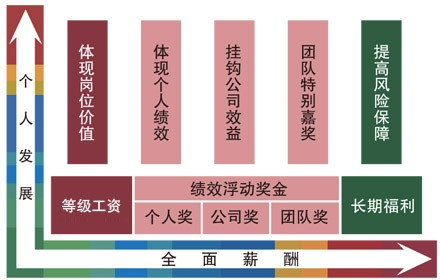 个人发展
体现岗位价值
体现个人绩效
挂钩公司效益
团队特别嘉奖
提高风险保障
等级工资
绩效浮动奖金
个人奖
公司奖
团队奖
长期福利
全面薪酬